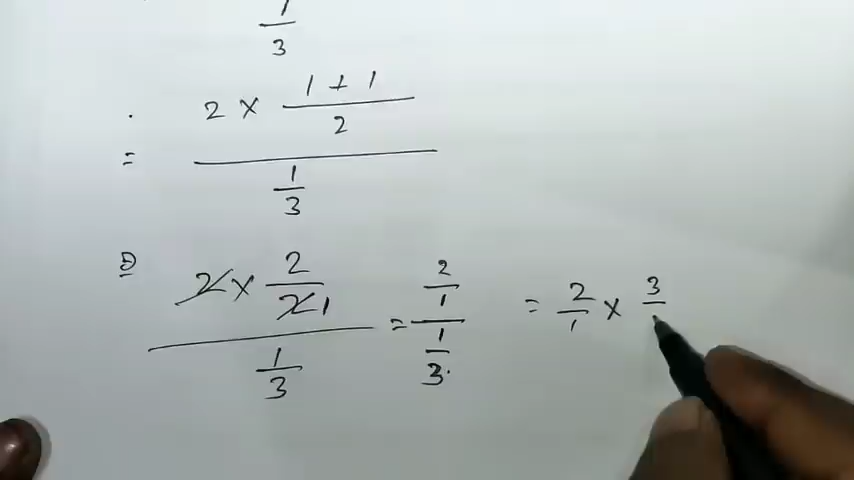 1/3
2 × (1 + 1)/2
= ―――
1/3
2 × 2/2 1 = 2/1 = 2/1 × 3/
1/3 1/3